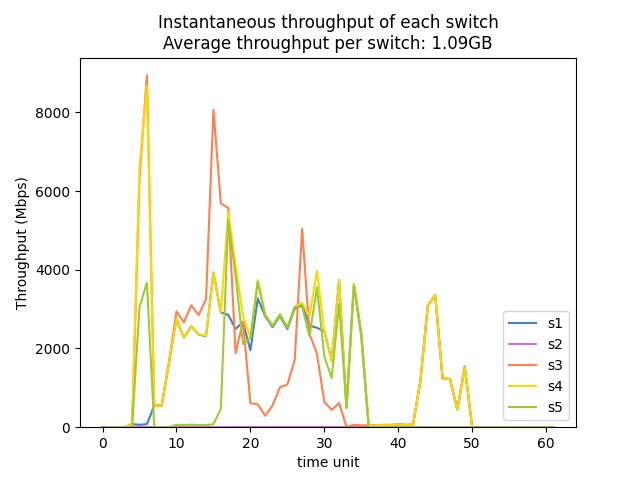 Instantaneous throughput of each switch
Average throughput per switch: 1.09GB
Throughput (Mbps)
8000
6000
4000
2000
0
0 10 20 30 40 50 60
time unit
s1
s2
s3
s4
s5